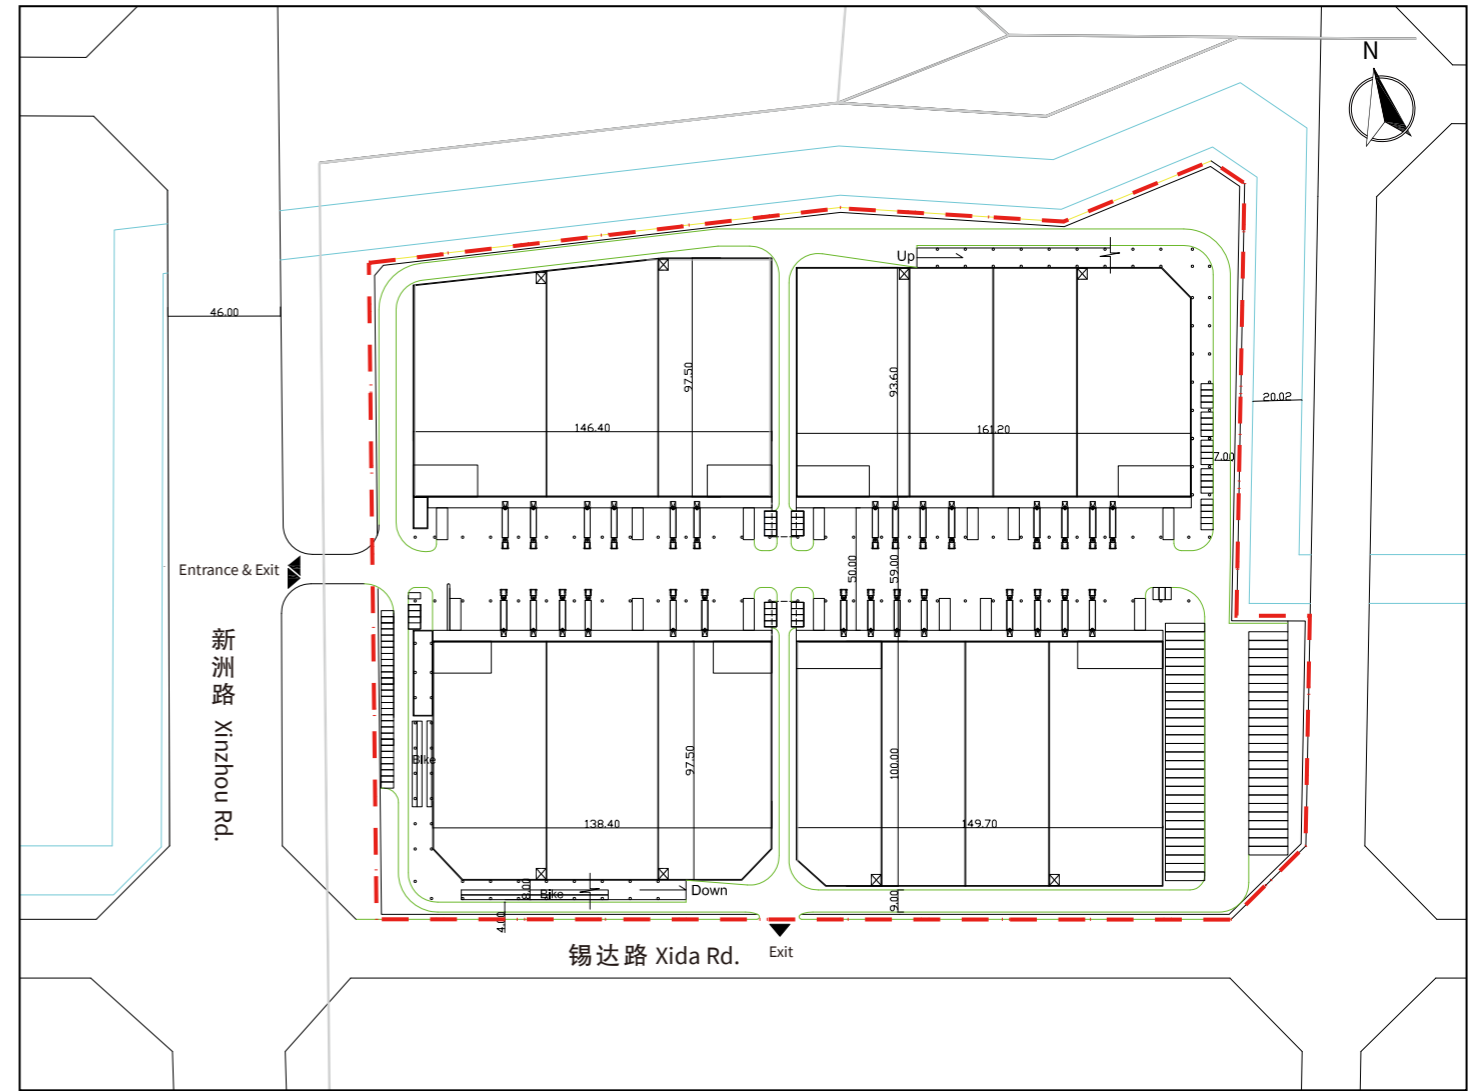 N
Up
46.00
97.50
93.60
20.02
146.40
161.20
7.00
Entrance & Exit
50.00
59.00
新洲路 Xinzhou Rd.
Bike
97.50
100.00
138.40
149.70
8.00
Bike
Down
9.00
4.00
锡达路 Xida Rd.
Exit